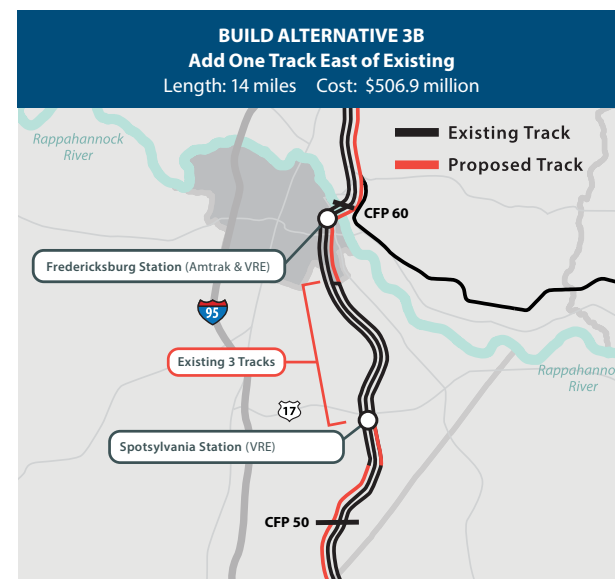 BUILD ALTERNATIVE 3B
Add One Track East of Existing
Length: 14 miles Cost: $506.9 million
Rappahannock
River
Existing Track
Proposed Track
CFP 60
Fredericksburg Station (Amtrak & VRE)
95
Existing 3 Tracks
Rappahanno
River
17
Spotsylvania Station (VRE)
CFP 50